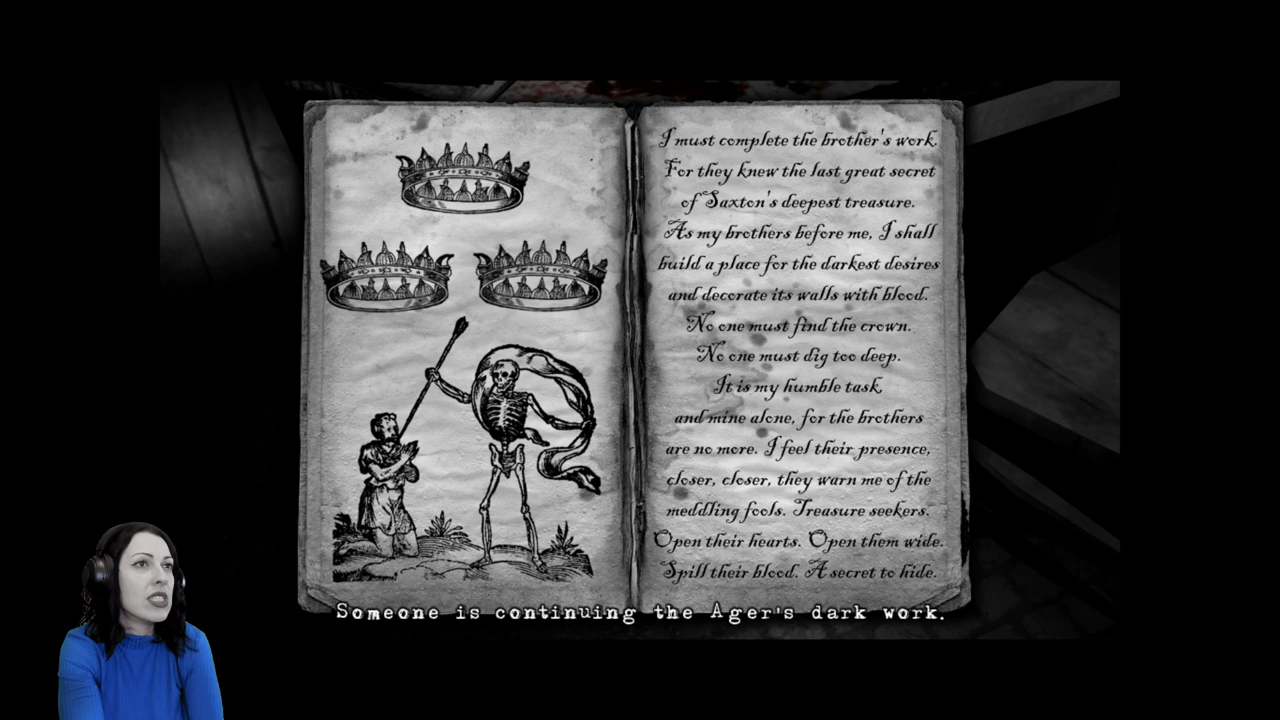 I must complete the brother's work.
For they knew the last great secret
of Saxton's deepest treasure.
As my brothers before me, I shall
build a place for the darkest desires
and decorate its walls with blood.
No one must find the crown.
No one must dig too deep.
It is my humble task,
and mine alone, for the brothers
are no more. I feel their presence,
closer, closer, they warn me of the
meddling fools. Treasure seekers.
Open their hearts. Open them wide.
Spill their blood. A secret to hide.
Someone is continuing the Ager's dark work.